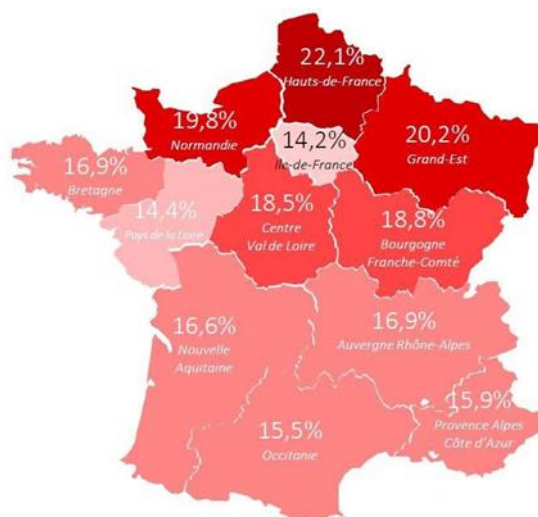 22,1%
Hauts-de-France
19,8%
Normandie
14,2%
Ile-de-France
20,2%
Grand-Est
16,9%
Bretagne
14,4%
Pays de la Loire
18,5%
Centre
Val de Loire
18,8%
Bourgogne
Franche-Comté
16,6%
Nouvelle
Aquitaine
16,9%
Auvergne Rhône-Alpes
15,9%
Provence Alpes
Côte d'Azur
15,5%
Occitanie